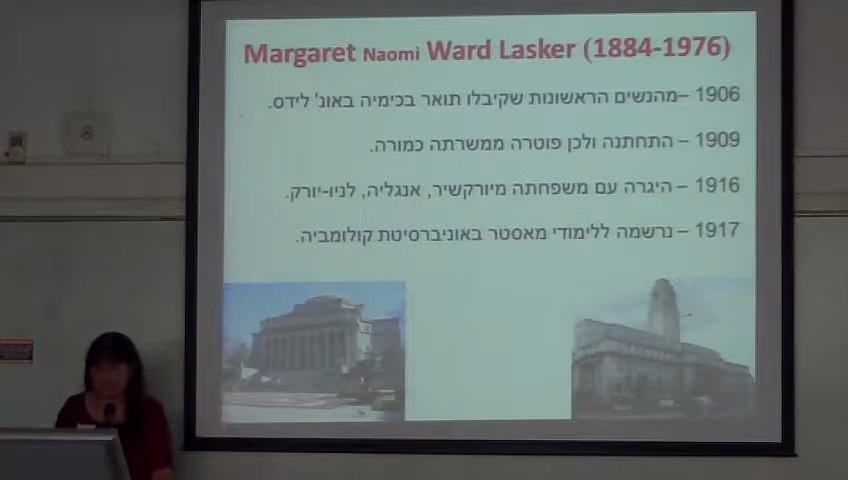 Margaret Naomi Ward Lasker (1884-1976)
1906 –מהנשים הראשונות שקיבלו תואר בכימיה באונ' לידס.
1909 – התחתנה ולכן פוטרה ממשרתה כמורה.
1916 – היגרה עם משפחתה מיורקשיר, אנגליה, לניו-יורק.
1917 – נרשמה ללימודי מאסטר באוניברסיטת קולומביה.